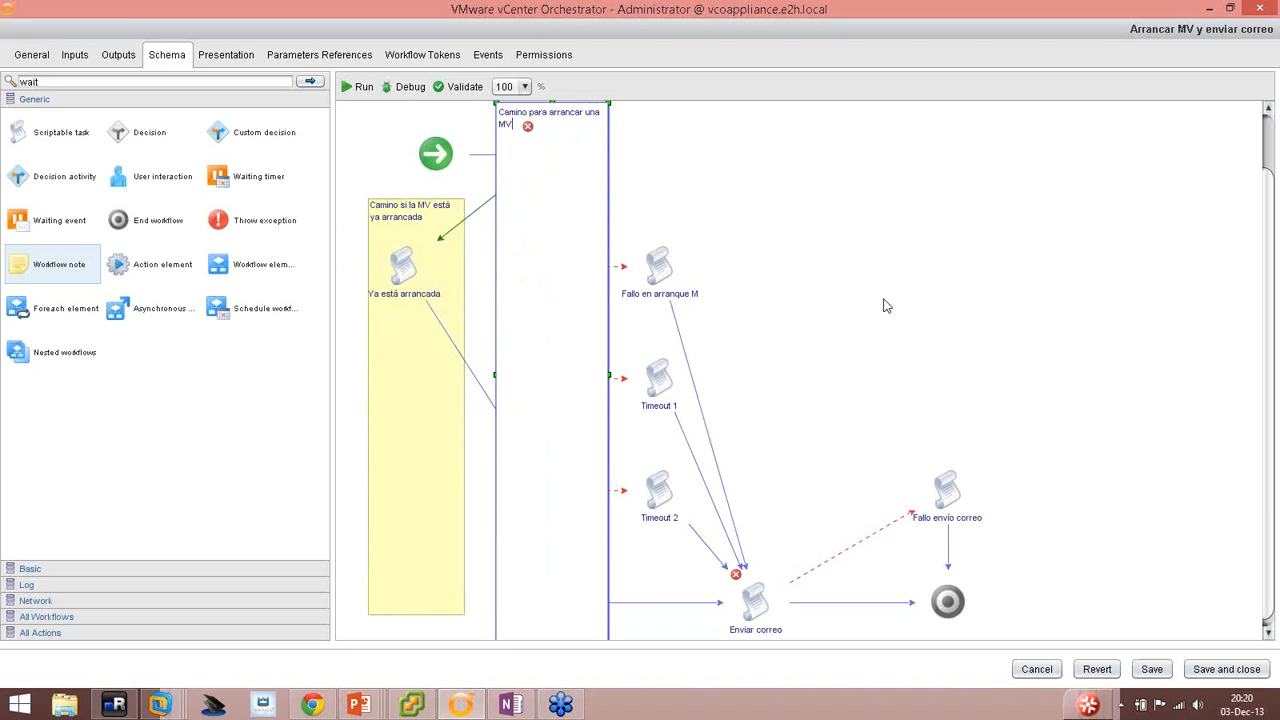 VMware vCenter Orchestrator - Administrator @ vcoappliance.e2h.local
Arrancar MV y enviar correo
General Inputs Outputs Schema Presentation Parameters References Workflow Tokens Events Permissions
wait
Run Debug Validate 100 %
Generic
Scriptable task Decision Custom decision
Decision activity User interaction Waiting timer
Waiting event End workflow Throw exception
Workflow note Action element Workflow elem...
Foreach element Asynchronous ... Schedule workf...
Nested workflows
Basic
Log
Network
All Workflows
All Actions
Camino para arrancar una
MV
Camino si la MV está
ya arrancada
Ya está arrancada
Fallo en arranque M
Timeout 1
Timeout 2
Fallo envío correo
Enviar correo
Cancel Revert Save Save and close
20:20
03-Dec-13